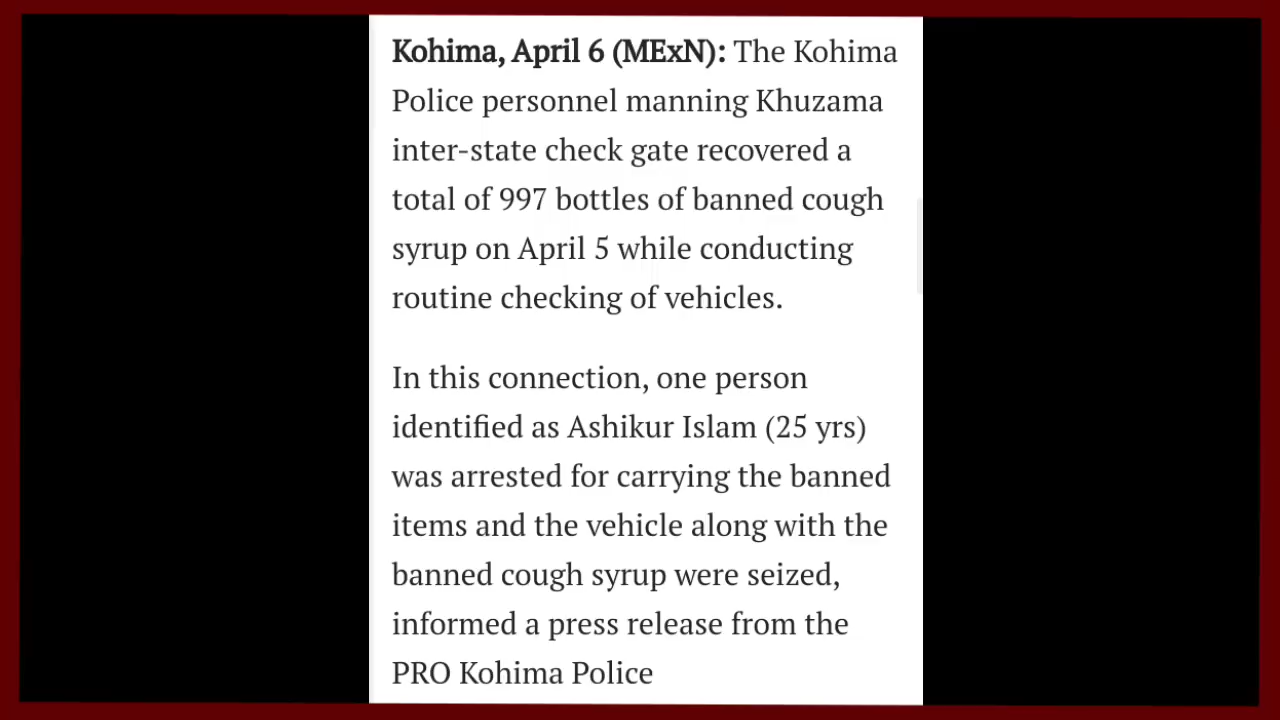 Kohima, April 6 (MExN): The Kohima
Police personnel manning Khuzama
inter-state check gate recovered a
total of 997 bottles of banned cough
syrup on April 5 while conducting
routine checking of vehicles.
In this connection, one person
identified as Ashikur Islam (25 yrs)
was arrested for carrying the banned
items and the vehicle along with the
banned cough syrup were seized,
informed a press release from the
PRO Kohima Police